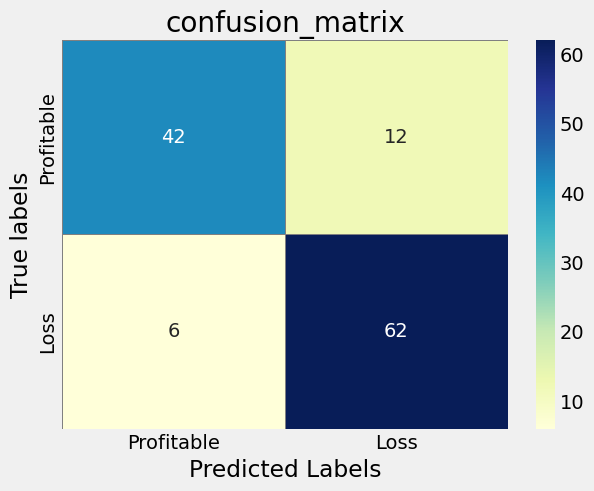 confusion_matrix
True labels
Profitable
42
12
Loss
6
62
Profitable
Loss
Predicted Labels
60
50
40
30
20
10